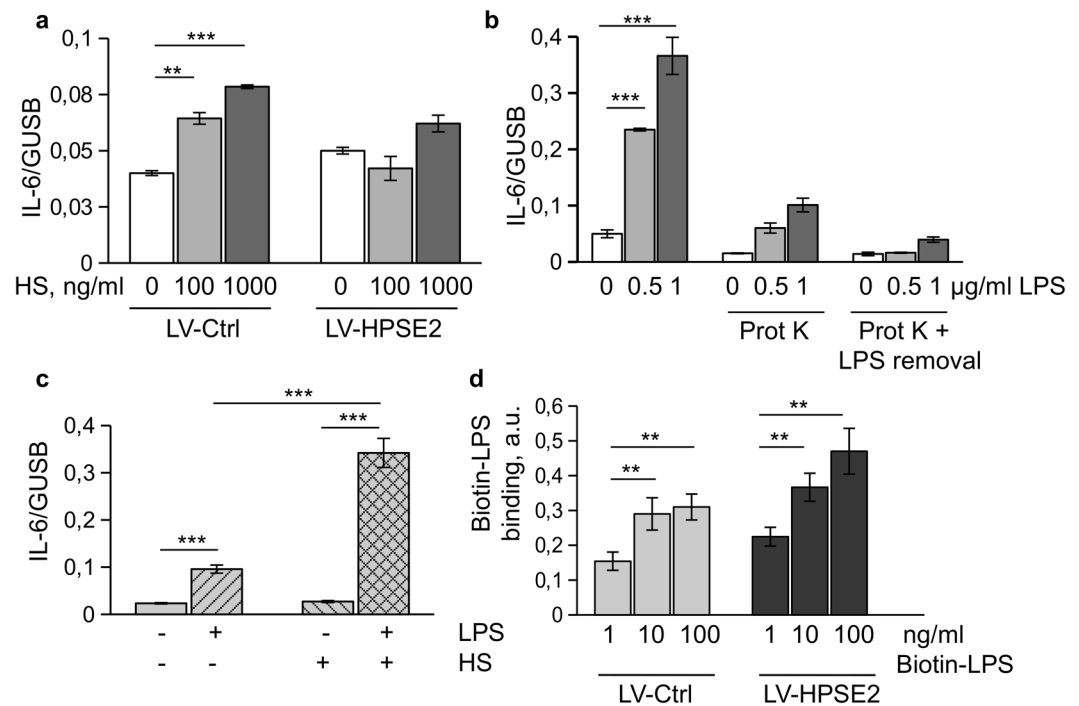 a
0,1
***
**
0,08
0,05
0,03
0
IL-6/GUSB
HS, ng/ml 0 100 1000 0 100 1000
LV-Ctrl LV-HPSE2
b
0,4
***
***
0,3
0,2
0,1
0
IL-6/GUSB
0 0.5 1 0 0.5 1 0 0.5 1 µg/ml LPS
Prot K Prot K +
LPS removal
c
0,4
***
***
0,3
0,2
***
0,1
0
IL-6/GUSB
- + - + LPS
- - + + HS
d
0,6
**
0,5
** **
0,4
**
0,3
0,2
0,1
0
Biotin-LPS
binding, a.u.
1 10 100 1 10 100 ng/ml
Biotin-LPS
LV-Ctrl LV-HPSE2